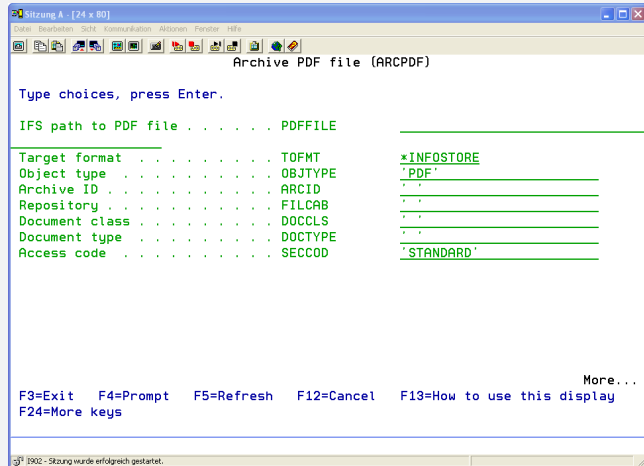 Sitzung A - [24 x 80]
Datei Bearbeiten Sicht Kommunikation Aktionen Fenster Hilfe
Archive PDF file (ARCPDF)
Type choices, press Enter.
IFS path to PDF file . . . . . . PDFFILE
Target format . . . . . . . . . TOFMT *INFOSTORE
Object type . . . . . . . . . . OBJTYPE 'PDF'
Archive ID . . . . . . . . . . . ARCID ' '
Repository . . . . . . . . . . . FILCAB ' '
Document class . . . . . . . . . DOCCLS ' '
Document type . . . . . . . . . DOCTYPE ' '
Access code . . . . . . . . . . SECCOD 'STANDARD'
More...
F3=Exit F4=Prompt F5=Refresh F12=Cancel F13=How to use this display
F24=More keys
I902 - Sitzung wurde erfolgreich gestartet.